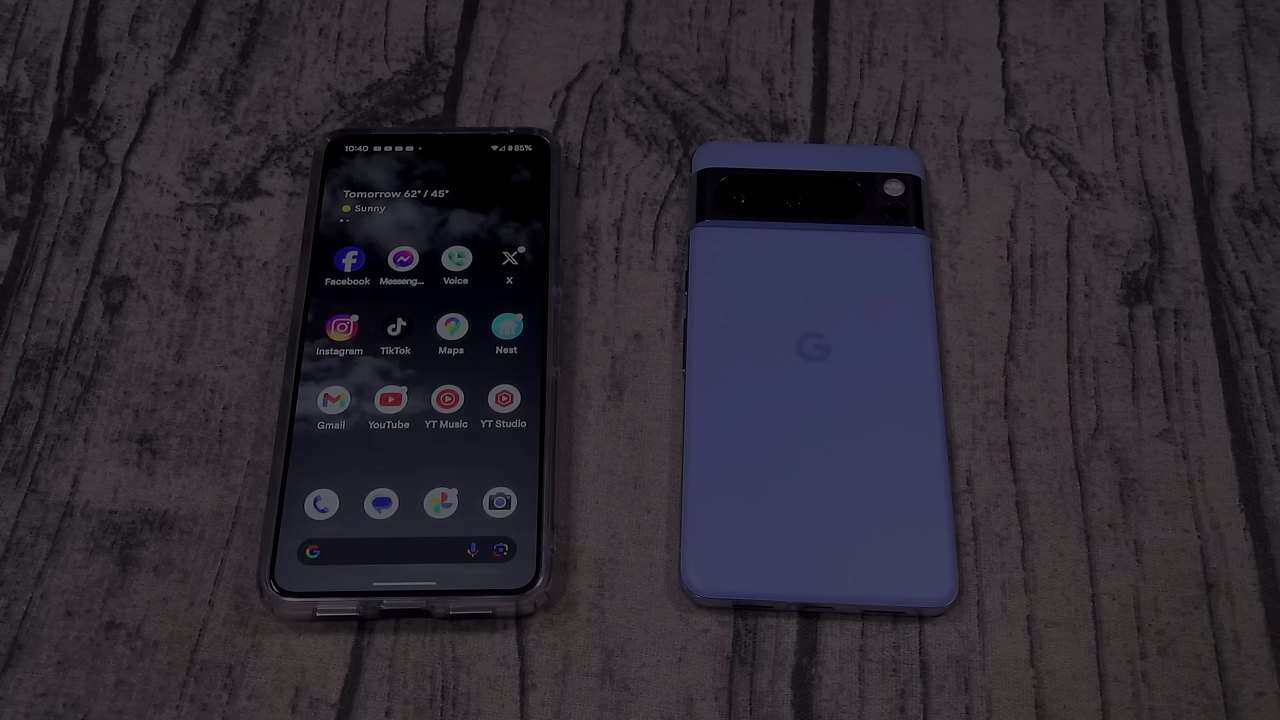 10:40 85%
Tomorrow 62° / 45°
Sunny
Facebook Messeng... Voice X
Instagram TikTok Maps Nest
Gmail YouTube YT Music YT Studio
G